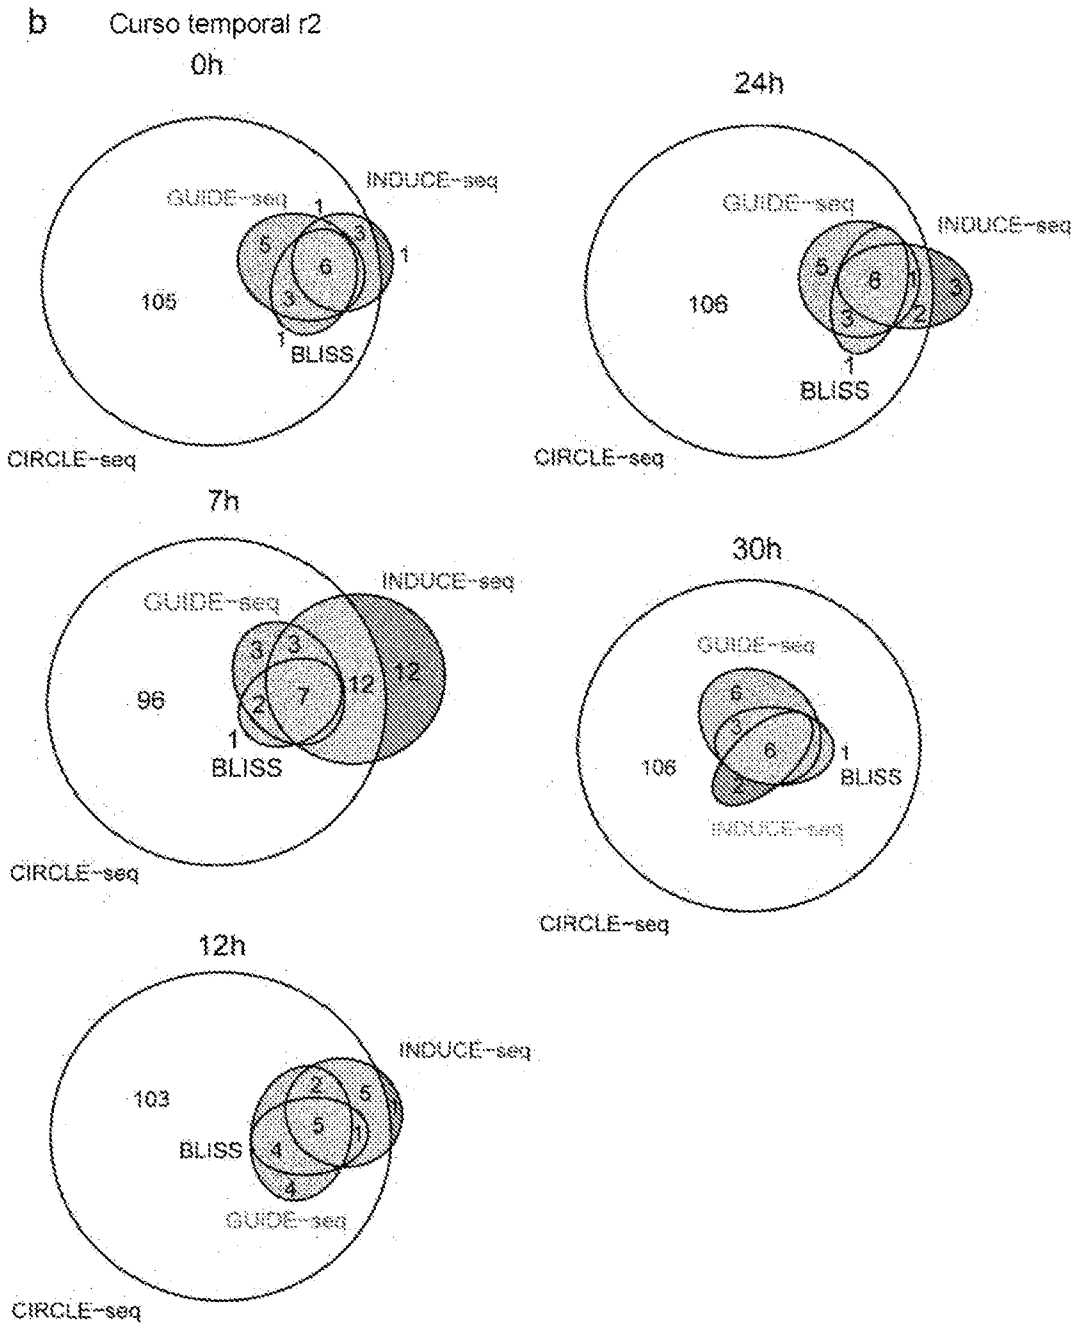 b Curso temporal r2
0h
GUIDE-seq
INDUCE-seq
1
5
3
1
6
105
3
1
BLISS
CIRCLE-seq
24h
GUIDE-seq
INDUCE-seq
5
6
1
3
106
3
2
1
BLISS
CIRCLE-seq
7h
INDUCE-seq
GUIDE-seq
3
3
12
12
96
2
7
1
BLISS
CIRCLE-seq
30h
GUIDE-seq
6
3
6
1
106
BLISS
2
INDUCE-seq
CIRCLE-seq
12h
INDUCE-seq
2
5
1
103
5
1
BLISS
4
4
GUIDE-seq
CIRCLE-seq